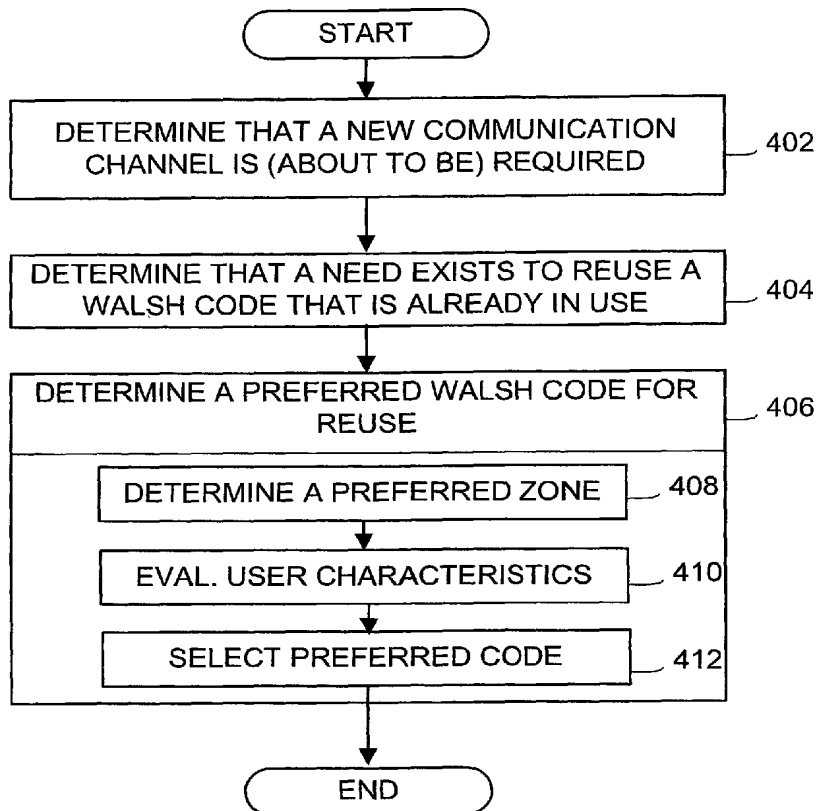 START
DETERMINE THAT A NEW COMMUNICATION
CHANNEL IS (ABOUT TO BE) REQUIRED
402
DETERMINE THAT A NEED EXISTS TO REUSE A
WALSH CODE THAT IS ALREADY IN USE
404
DETERMINE A PREFERRED WALSH CODE FOR
REUSE
406
DETERMINE A PREFERRED ZONE
408
EVAL. USER CHARACTERISTICS
410
SELECT PREFERRED CODE
412
END